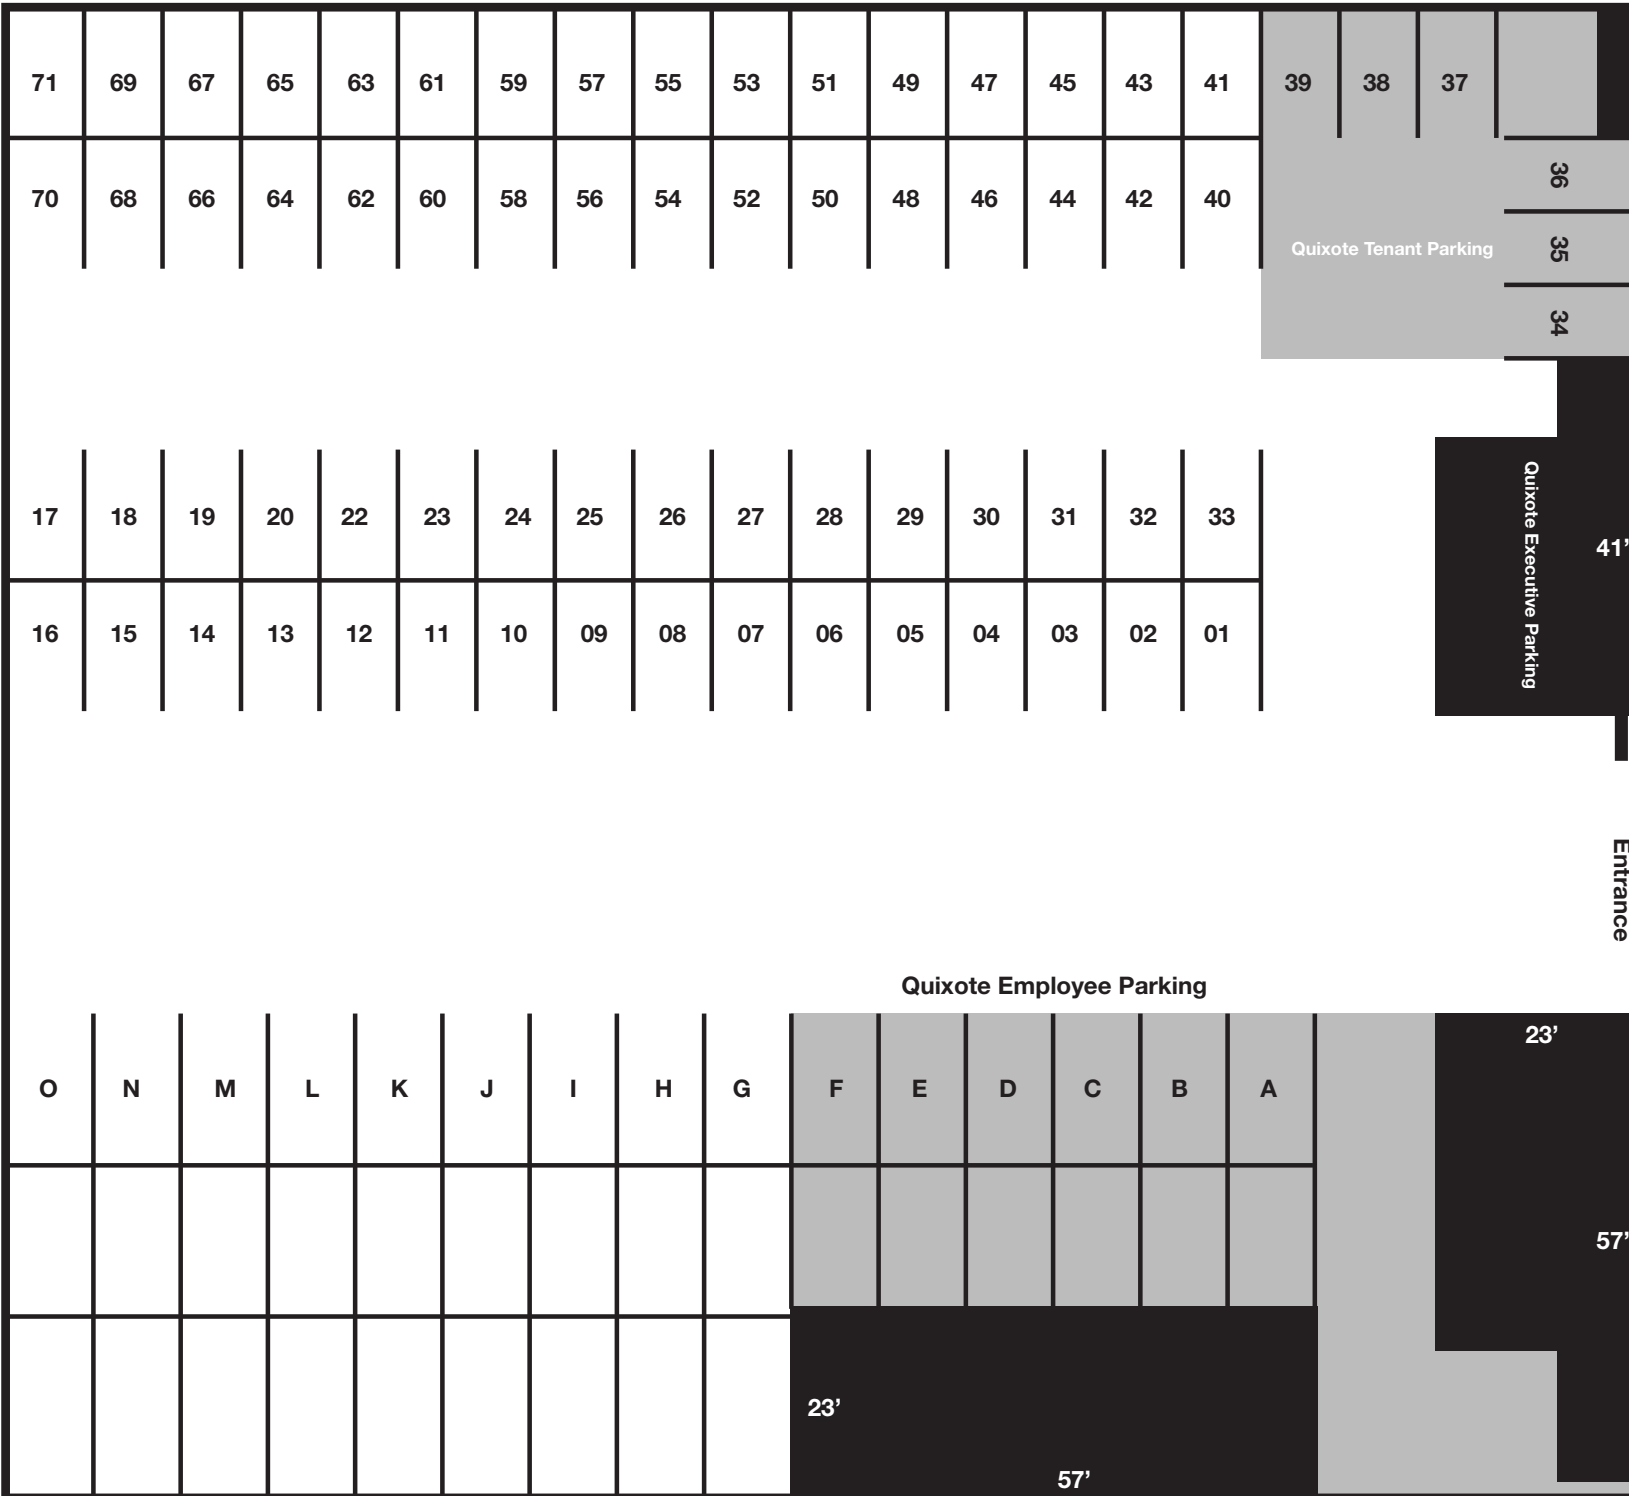 71 69 67 65 63 61 59 57 55 53 51 49 47 45 43 41 39 38 37
70 68 66 64 62 60 58 56 54 52 50 48 46 44 42 40
36
35
34
Quixote Tenant Parking
17 18 19 20 22 23 24 25 26 27 28 29 30 31 32 33
16 15 14 13 12 11 10 09 08 07 06 05 04 03 02 01
Quixote Executive Parking
41’
Entrance
Quixote Employee Parking
O N M L K J I H G F E D C B A
23’
57’
23’
57’